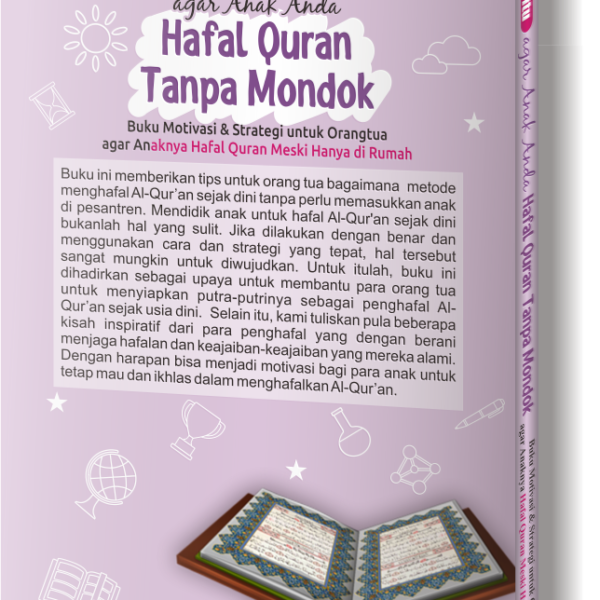 agar Anak Anda
Hafal Quran
Tanpa Mondok
Buku Motivasi & Strategi untuk Orangtua
agar Anaknya Hafal Quran Meski Hanya di Rumah
Buku ini memberikan tips untuk orang tua bagaimana metode
menghafal Al-Qur'an sejak dini tanpa perlu memasukkan anak
di pesantren. Mendidik anak untuk hafal Al-Qur'an sejak dini
bukanlah hal yang sulit. Jika dilakukan dengan benar dan
menggunakan cara dan strategi yang tepat, hal tersebut
sangat mungkin untuk diwujudkan. Untuk itulah, buku ini
dihadirkan sebagai upaya untuk membantu para orang tua
untuk menyiapkan putra-putrinya sebagai penghafal Al-
Qur'an sejak usia dini. Selain itu, kami tuliskan pula beberapa
kisah inspiratif dari para penghafal yang dengan berani
menjaga hafalan dan keajaiban-keajaiban yang mereka alami.
Dengan harapan bisa menjadi motivasi bagi para anak untuk
tetap mau dan ikhlas dalam menghafalkan Al-Qur'an.
agar Anak Anda Hafal Quran Tanpa Mondok
Buku Motivasi & Strategi untuk
agar Anaknya Hafal Quran Meski H